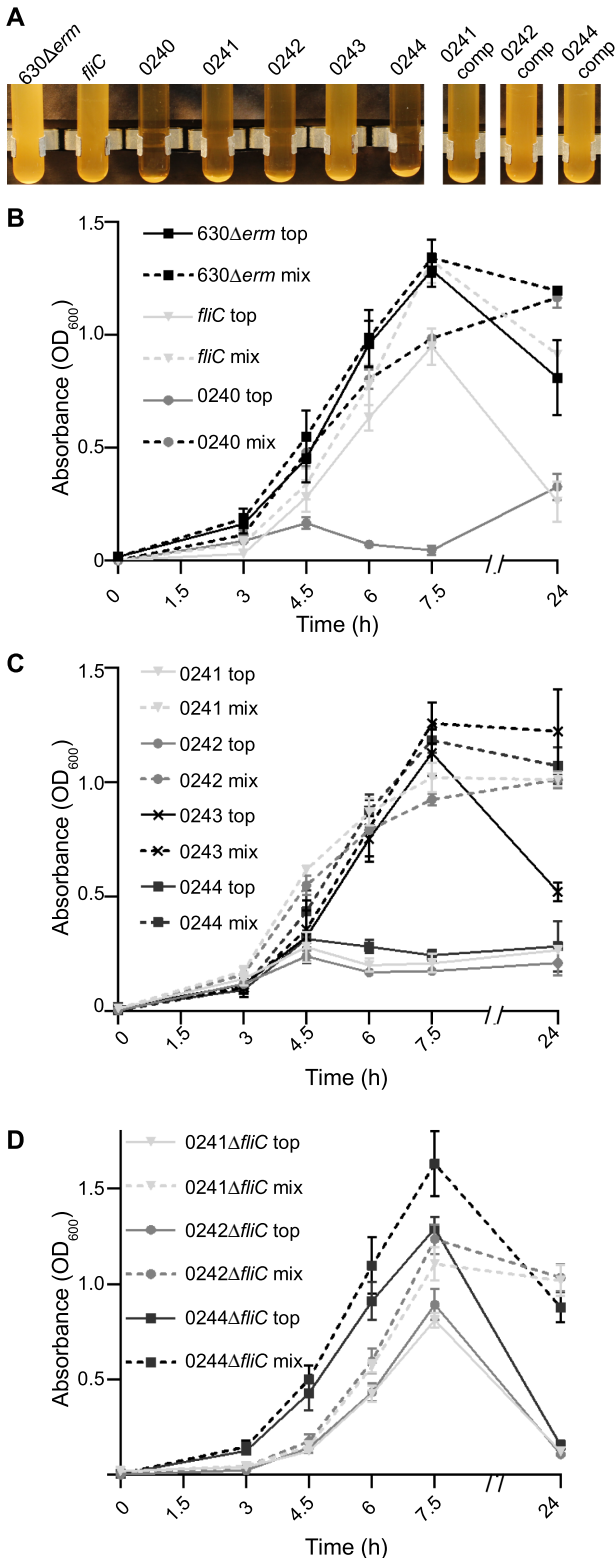 A
630Δerm
fliC
0240
0241
0242
0243
0244
0241 comp
0242 comp
0244 comp
B
1.5
1.0
0.5
0
Absorbance (OD600)
630Δerm top
630Δerm mix
fliC top
fliC mix
0240 top
0240 mix
0 1.5 3 4.5 6 7.5 24
Time (h)
C
1.5
1.0
0.5
0
Absorbance (OD600)
0241 top
0241 mix
0242 top
0242 mix
0243 top
0243 mix
0244 top
0244 mix
0 1.5 3 4.5 6 7.5 24
Time (h)
D
1.5
1.0
0.5
Absorbance (OD600)
0241ΔfliC top
0241ΔfliC mix
0242ΔfliC top
0242ΔfliC mix
0244ΔfliC top
0244ΔfliC mix
0 1.5 3 4.5 6 7.5 24
Time (h)